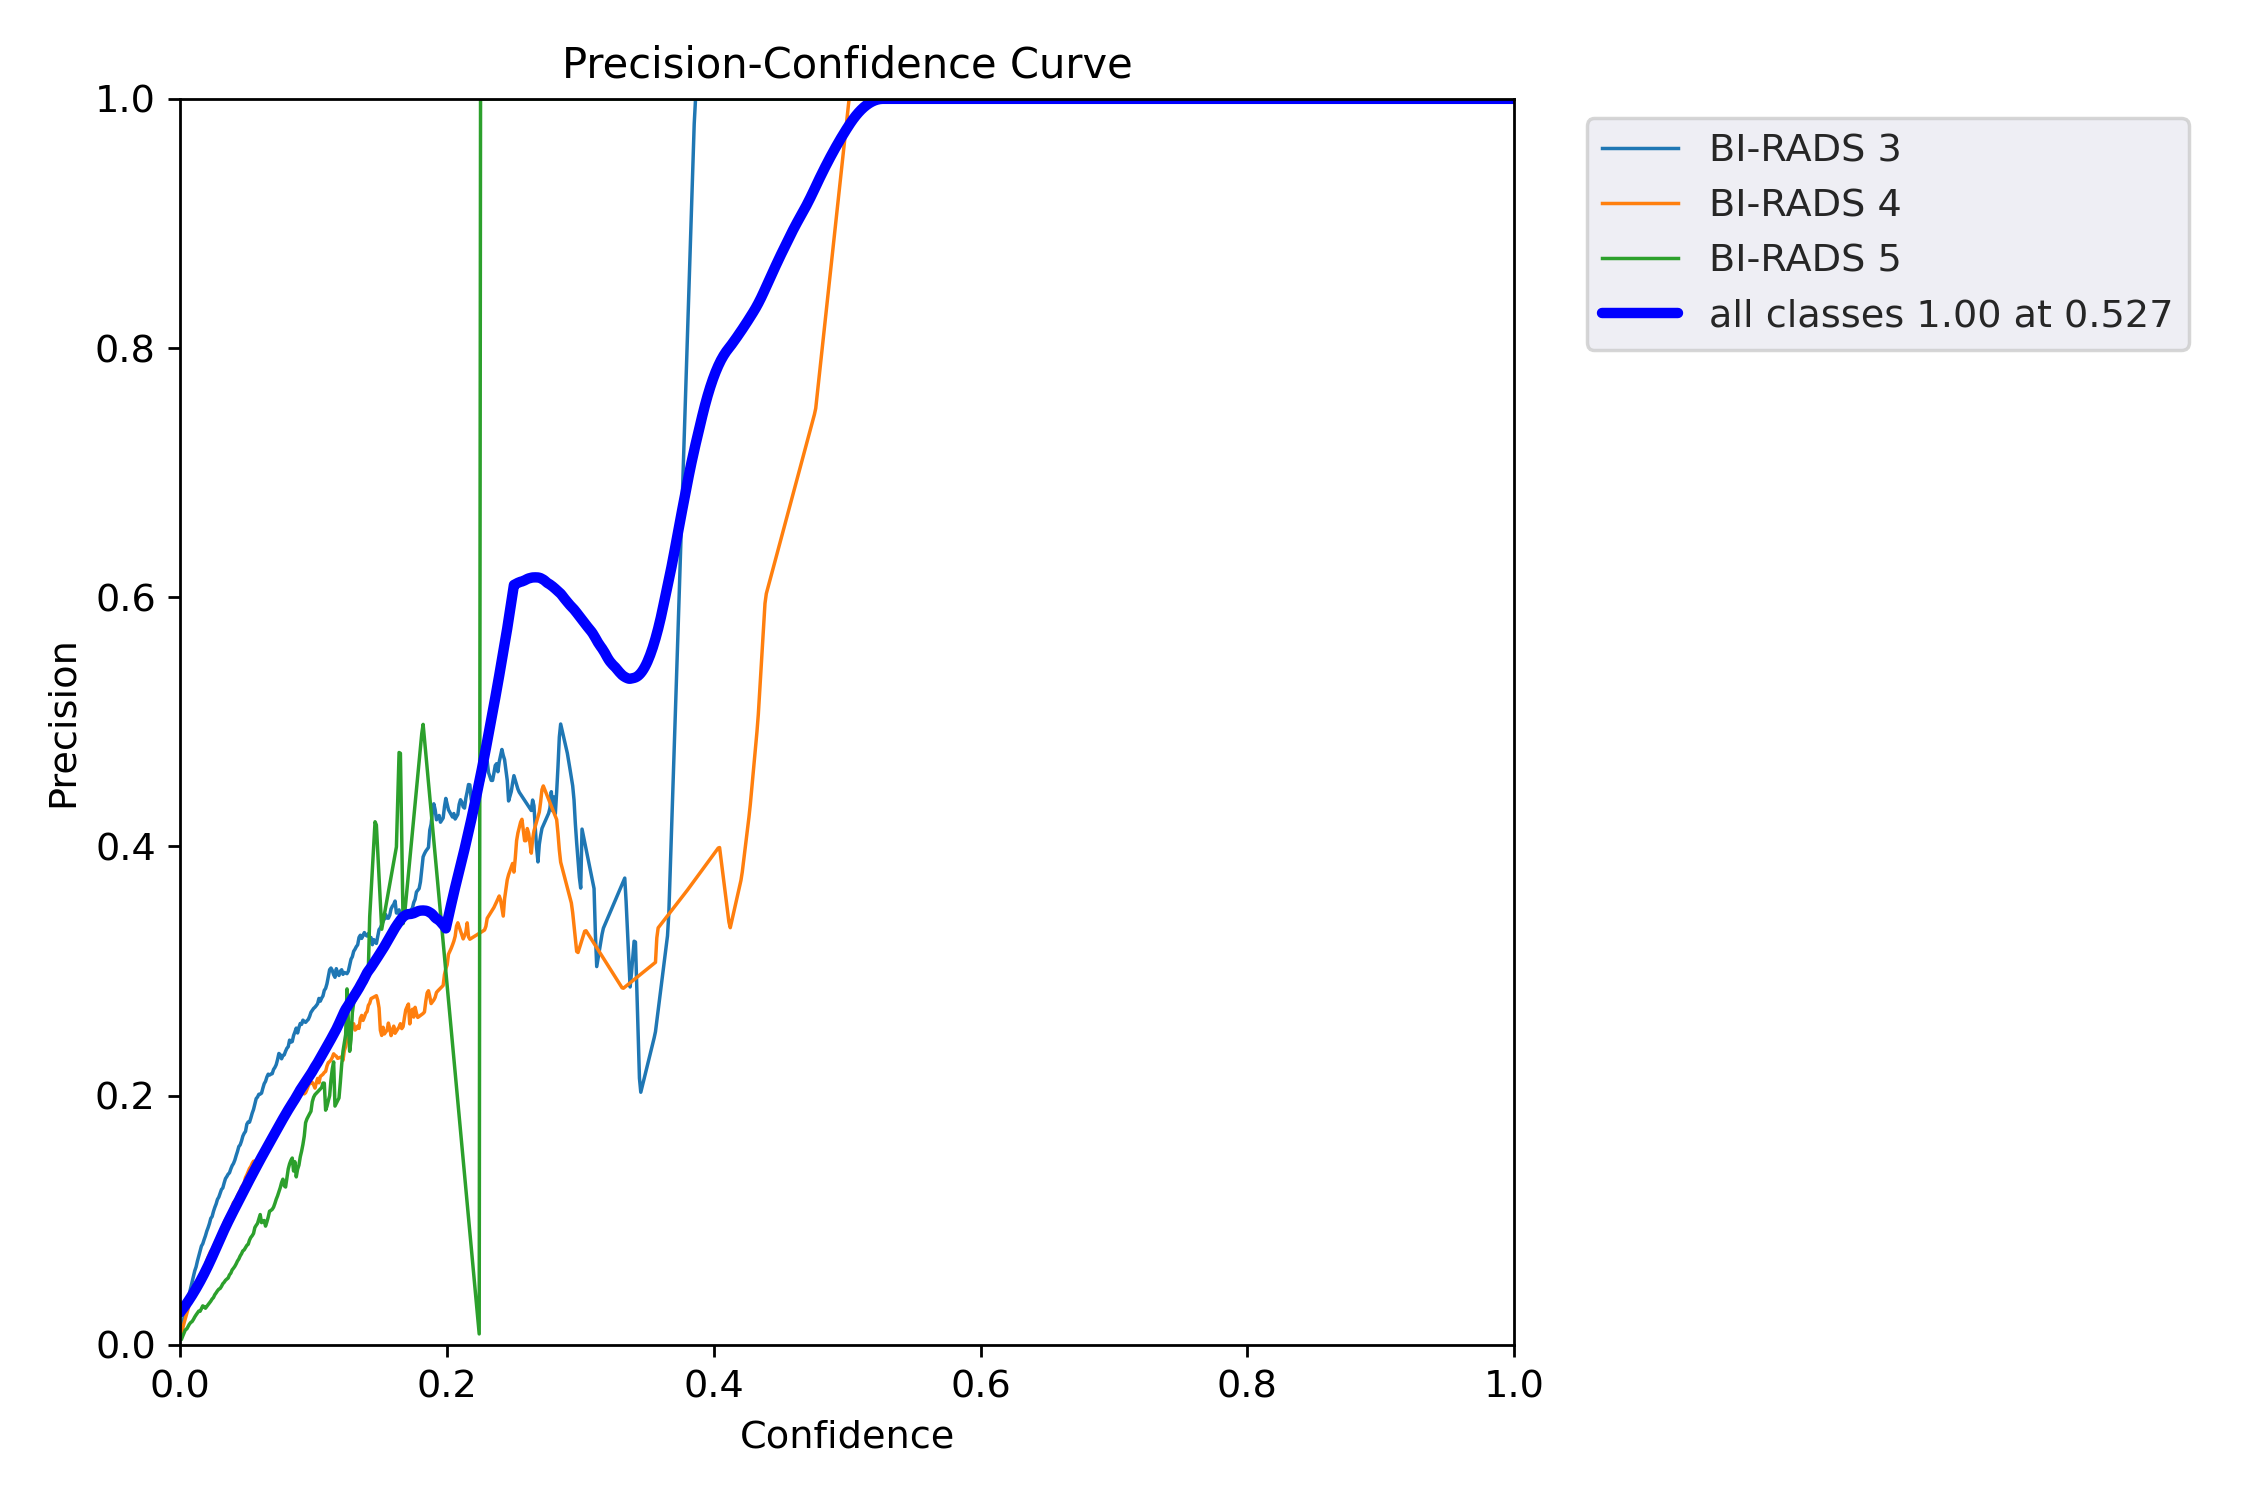 Precision-Confidence Curve
1.0
0.8
0.6
0.4
0.2
0.0
Precision
0.0 0.2 0.4 0.6 0.8 1.0
Confidence
BI-RADS 3
BI-RADS 4
BI-RADS 5
all classes 1.00 at 0.527